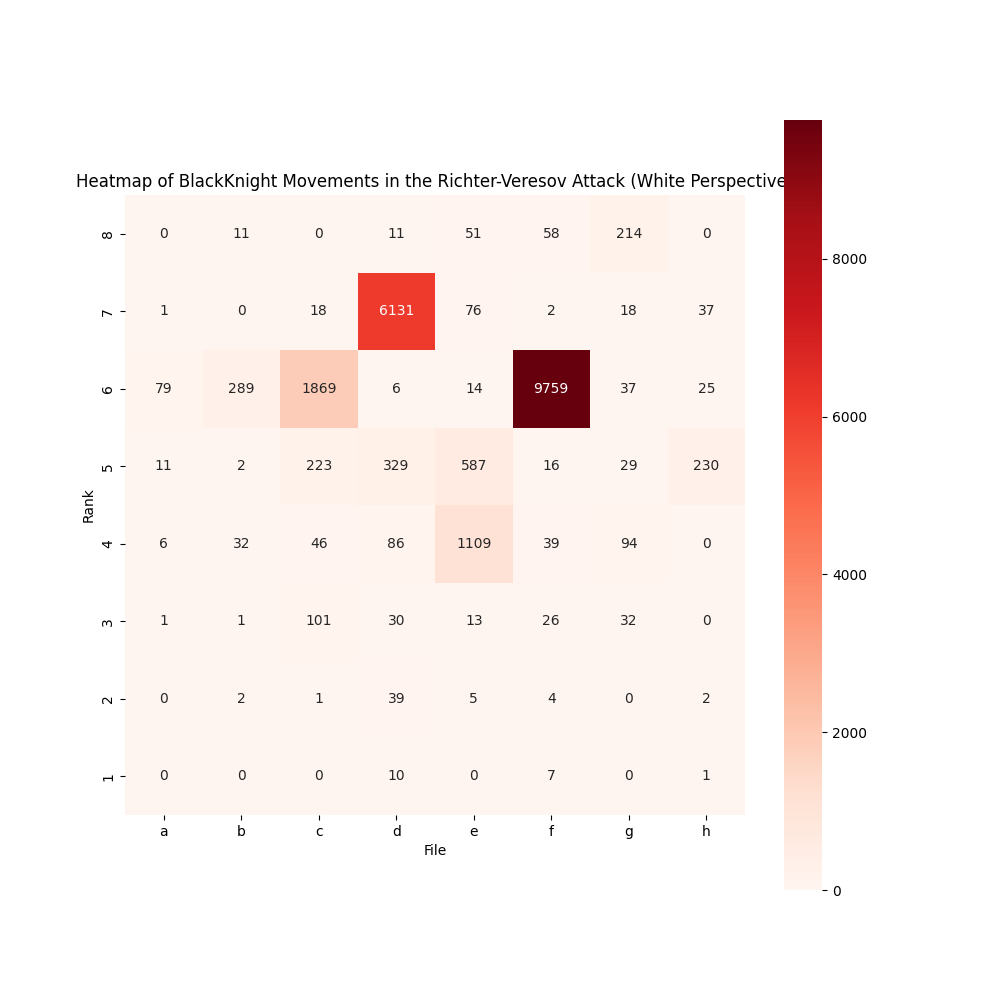 Heatmap of BlackKnight Movements in the Richter-Veresov Attack (White Perspective
8 0 11 0 11 51 58 214 0
8000
7 1 0 18 6131 76 2 18 37
6 79 289 1869 6 14 9759 37 25
6000
5 11 2 223 329 587 16 29 230
Rank
4 6 32 46 86 1109 39 94 0
4000
3 1 1 101 30 13 26 32 0
2 0 2 1 39 5 4 0 2
2000
1 0 0 0 10 0 7 0 1
a b c d e f g h
File
0